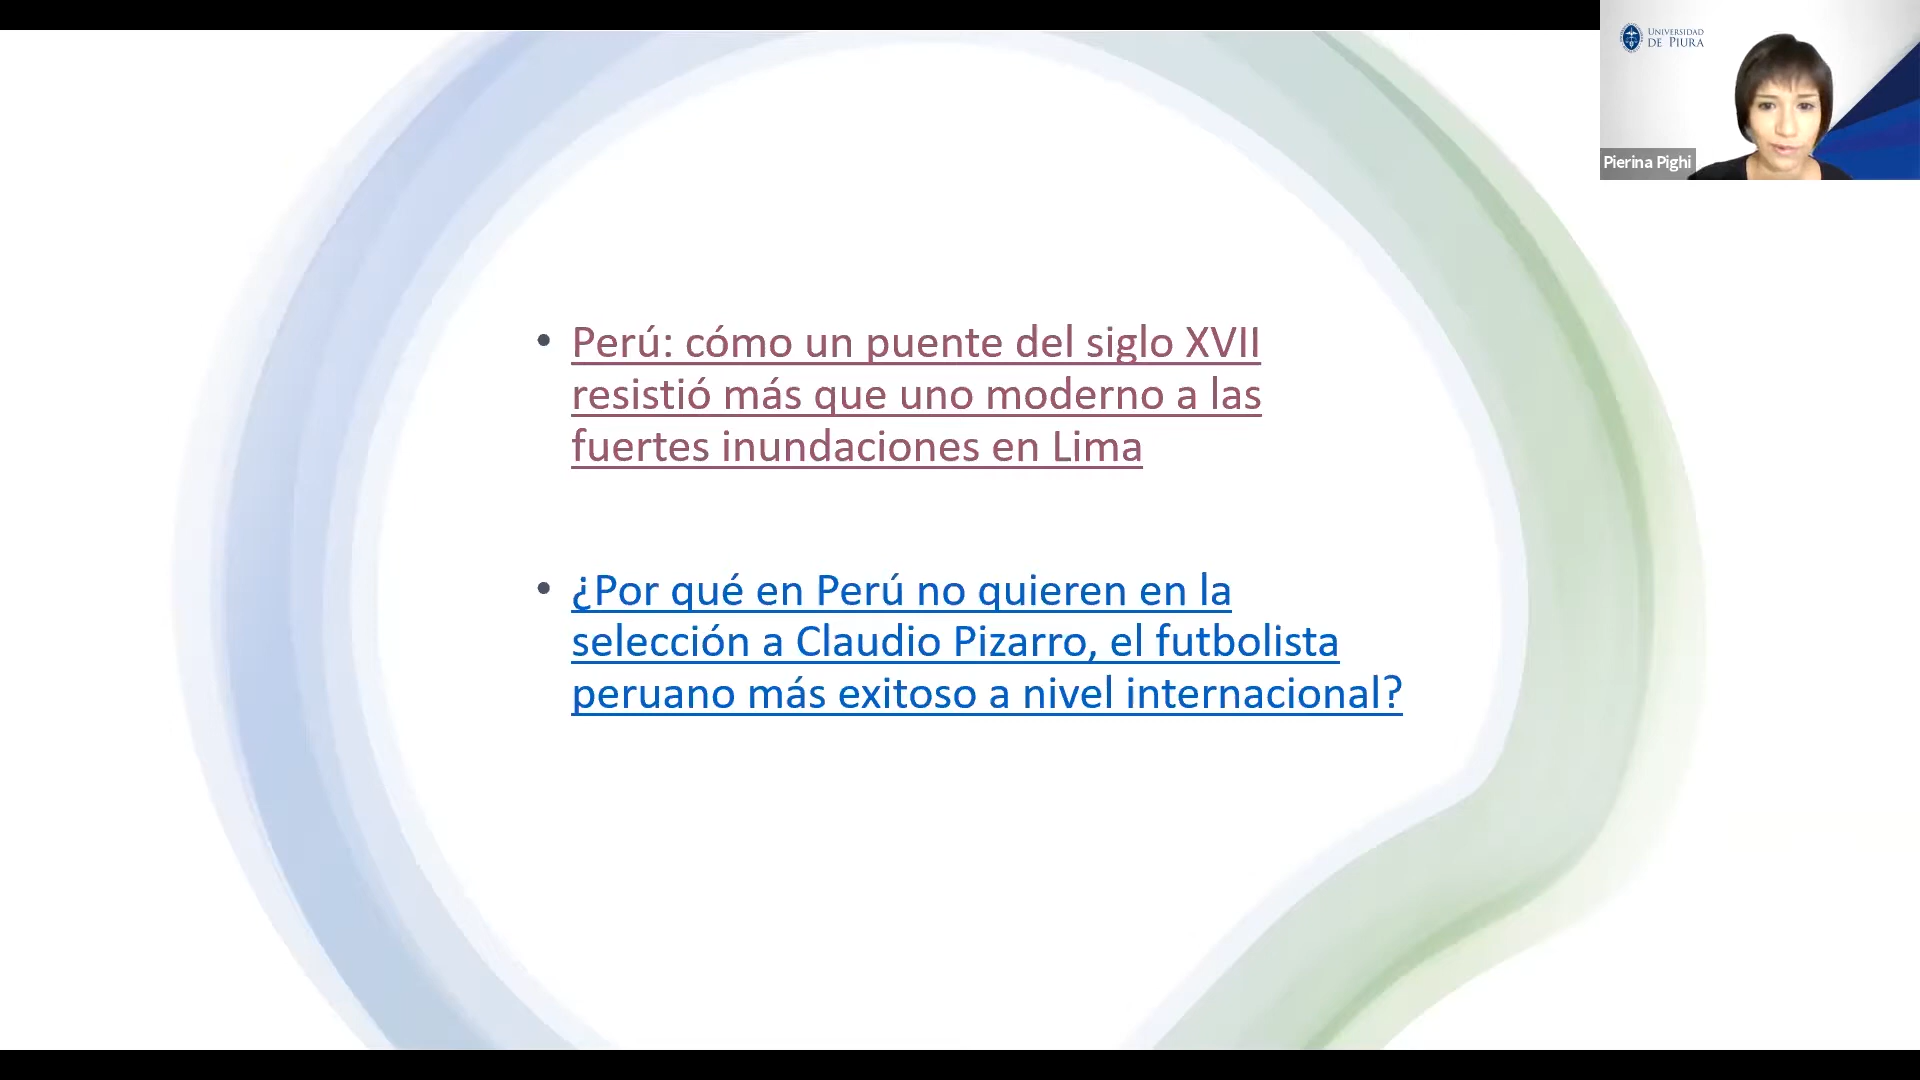 UNIVERSIDAD
DE PIURA
Pierina Pighi
• Perú: cómo un puente del siglo XVII
resistió más que uno moderno a las
fuertes inundaciones en Lima
• ¿Por qué en Perú no quieren en la
selección a Claudio Pizarro, el futbolista
peruano más exitoso a nivel internacional?